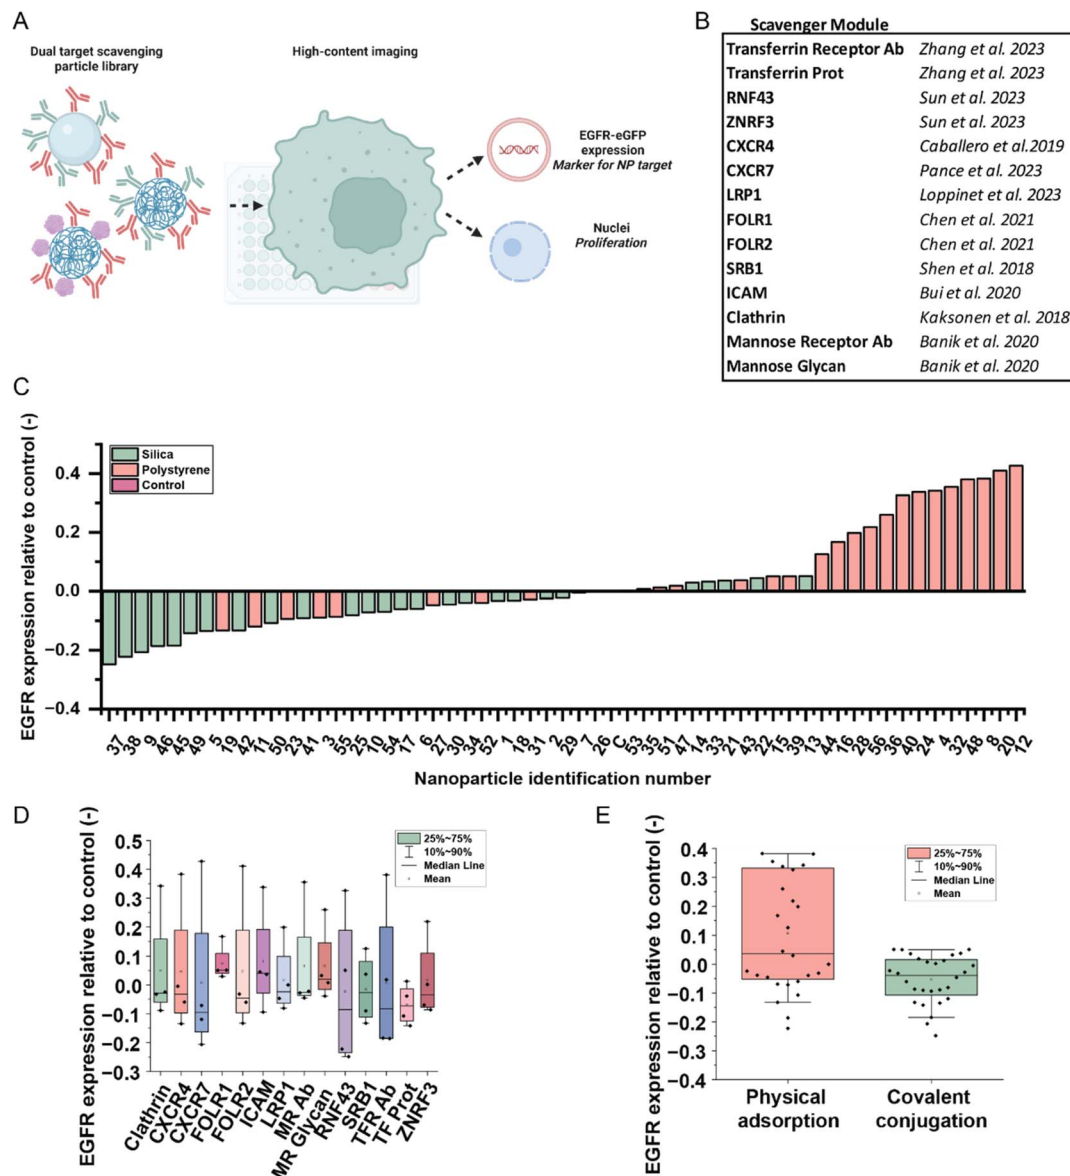 A
Dual target scavenging
particle library
High-content imaging
EGFR-eGFP
expression
Marker for NP target
Nuclei
Proliferation
B
Scavenger Module
Transferrin Receptor Ab Zhang et al. 2023
Transferrin Prot Zhang et al. 2023
RNF43 Sun et al. 2023
ZNRF3 Sun et al. 2023
CXCR4 Caballero et al.2019
CXCR7 Pance et al. 2023
LRP1 Loppinet et al. 2023
FOLR1 Chen et al. 2021
FOLR2 Chen et al. 2021
SRB1 Shen et al. 2018
ICAM Bui et al. 2020
Clathrin Kaksonen et al. 2018
Mannose Receptor Ab Banik et al. 2020
Mannose Glycan Banik et al. 2020
C
EGFR expression relative to control (-)
Silica
Polystyrene
Control
0.4
0.2
0.0
−0.2
−0.4
37 38 9 46 45 49 5 19 42 11 50 23 41 3 55 25 10 54 17 6 27 30 34 52 1 18 31 2 29 7 26 C 53 35 51 47 14 33 21 43 22 15 39 13 44 16 28 56 36 40 24 4 32 48 8 20 12
Nanoparticle identification number
D
EGFR expression relative to control (-)
0.5
0.4
0.3
0.2
0.1
0.0
−0.1
−0.2
−0.3
25%~75%
10%~90%
Median Line
Mean
Clathrin
CXCR4
CXCR7
FOLR1
FOLR2
ICAM
LRP1
MR Ab
MR Glycan
RNF43
SRB1
TFR Ab
TF Prot
ZNRF3
E
EGFR expression relative to control (-)
0.4
0.3
0.2
0.1
0.0
−0.1
−0.2
−0.3
−0.4
25%~75%
10%~90%
Median Line
Mean
Physical
adsorption
Covalent
conjugation